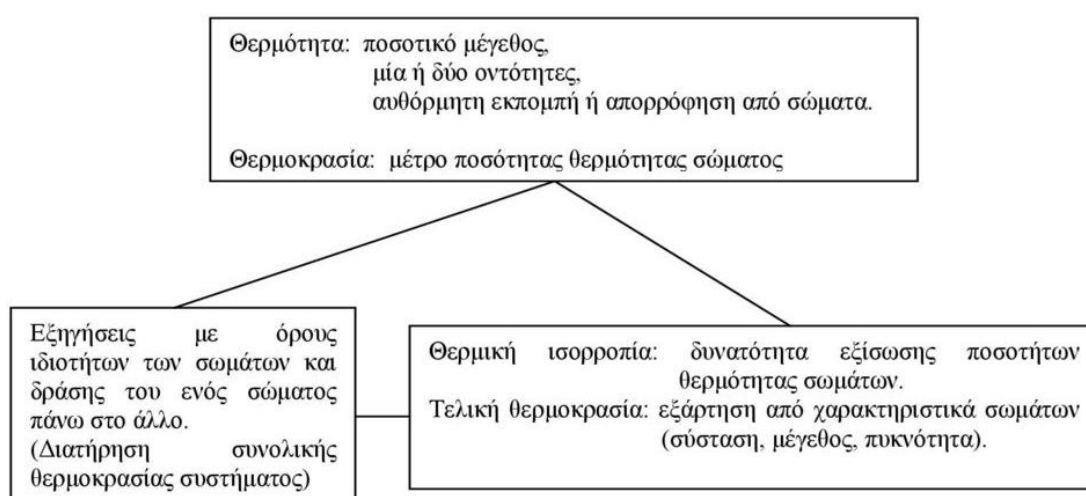 Θερμότητα: ποσοτικό μέγεθος,
μία ή δύο οντότητες,
αυθόρμητη εκπομπή ή απορρόφηση από σώματα.
Θερμοκρασία: μέτρο ποσότητας θερμότητας σώματος
Εξηγήσεις με όρους
ιδιοτήτων των σωμάτων και
δράσης του ενός σώματος
πάνω στο άλλο.
(Διατήρηση συνολικής
θερμοκρασίας συστήματος)
Θερμική ισορροπία: δυνατότητα εξίσωσης ποσοτήτων
θερμότητας σωμάτων.
Τελική θερμοκρασία: εξάρτηση από χαρακτηριστικά σωμάτων
(σύσταση, μέγεθος, πυκνότητα).